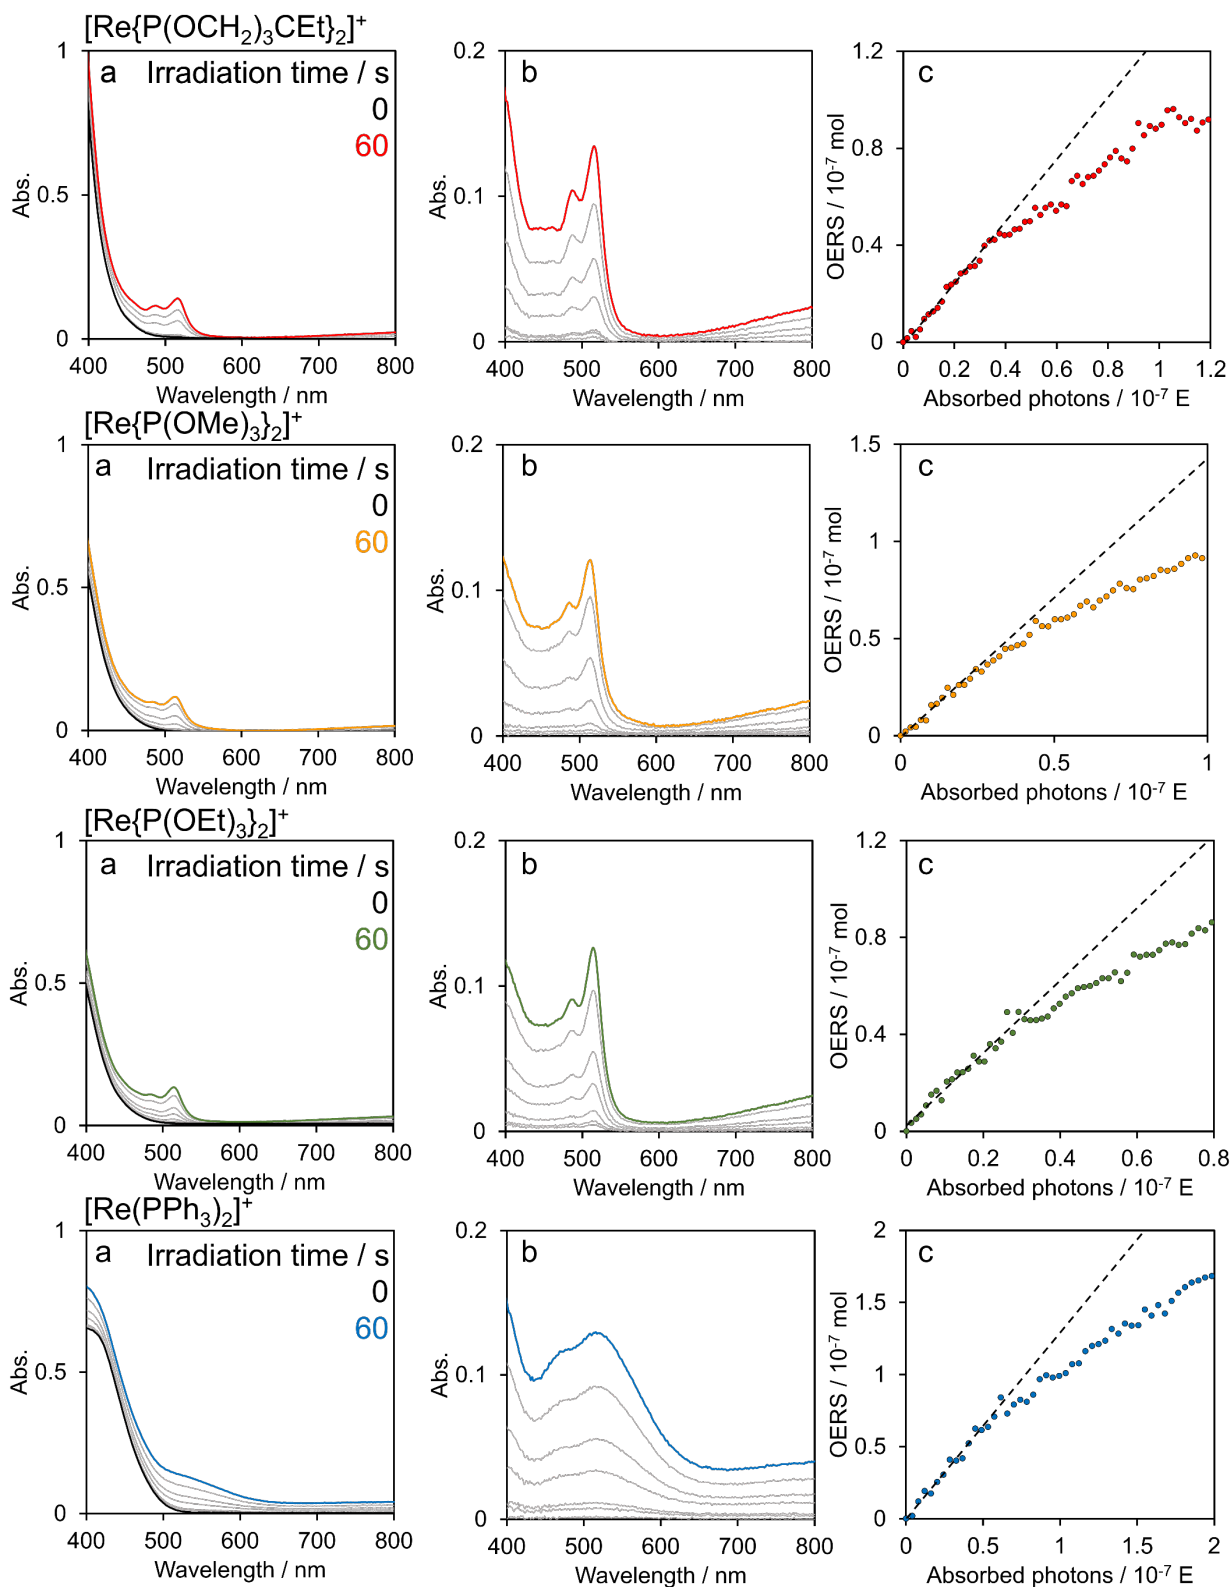 [Re{P(OCH₂)₃CEt}₂]⁺
a Irradiation time / s
0
60
1
0.5
0
Abs.
400 500 600 700 800
Wavelength / nm
b
0.2
0.1
0
Abs.
400 500 600 700 800
Wavelength / nm
c
1.2
0.8
0.4
0
OERS / 10⁻⁷ mol
0 0.2 0.4 0.6 0.8 1 1.2
Absorbed photons / 10⁻⁷ E
[Re{P(OMe)₃}₂]⁺
a Irradiation time / s
0
60
1
0.5
0
Abs.
400 500 600 700 800
Wavelength / nm
b
0.2
0.1
0
Abs.
400 500 600 700 800
Wavelength / nm
c
1.5
1
0.5
0
OERS / 10⁻⁷ mol
0 0.5 1
Absorbed photons / 10⁻⁷ E
[Re{P(OEt)₃}₂]⁺
a Irradiation time / s
0
60
1
0.5
0
Abs.
400 500 600 700 800
Wavelength / nm
b
0.2
0.1
0
Abs.
400 500 600 700 800
Wavelength / nm
c
1.2
0.8
0.4
0
OERS / 10⁻⁷ mol
0 0.2 0.4 0.6 0.8
Absorbed photons / 10⁻⁷ E
[Re(PPh₃)₂]⁺
a Irradiation time / s
0
60
1
0.5
0
Abs.
400 500 600 700 800
Wavelength / nm
b
0.2
0.1
0
Abs.
400 500 600 700 800
Wavelength / nm
c
2
1.5
1
0.5
0
OERS / 10⁻⁷ mol
0 0.5 1 1.5 2
Absorbed photons / 10⁻⁷ E